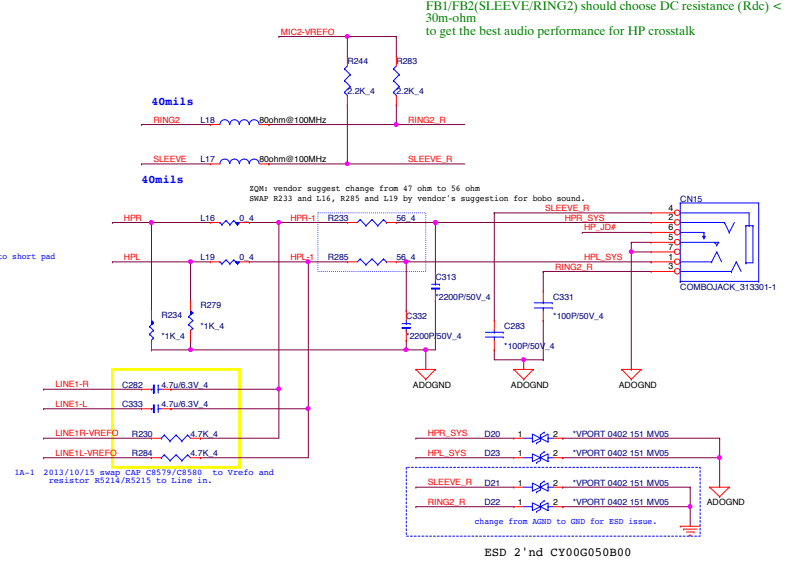 FB1/FB2(SLEEVE/RING2) should choose DC resistance (Rdc) <
30m-ohm
to get the best audio performance for HP crosstalk
MIC2-VREFO
R244 R283
2.2K_4 2.2K_4
40mils
RING2 L18 80ohm@100MHz RING2_R
SLEEVE L17 80ohm@100MHz SLEEVE_R
40mils
ZQM: vendor suggest change from 47 ohm to 56 ohm
SWAP R233 and L16, R285 and L19 by vendor's suggestion for bobo sound.
CN15
SLEEVE_R 4
HPR L16 0_4 HPR-1 R233 56_4 HPR_SYS 2
HP_JD# 6
5
7
to short pad
HPL L19 0_4 HPL-1 R285 56_4 HPL_SYS 1
RING2_R 3
COMBOJACK_313301-1
C313
*2200P/50V_4
C331
*100P/50V_4
R279
*1K_4
R234
*1K_4
C332
*2200P/50V_4
C283
*100P/50V_4
ADOGND ADOGND ADOGND
LINE1-R C282 4.7u/6.3V_4
LINE1-L C333 4.7u/6.3V_4
LINE1R-VREFO R230 4.7K_4
LINE1L-VREFO R284 4.7K_4
1A-1 2013/10/15 swap CAP C8579/C8580 to Vrefo and
resistor R5214/R5215 to Line in.
HPR_SYS D20 1 2 *VPORT 0402 151 MV05
HPL_SYS D23 1 2 *VPORT 0402 151 MV05
SLEEVE_R D21 1 2 *VPORT 0402 151 MV05
RING2_R D22 1 2 *VPORT 0402 151 MV05
ADOGND
change from AGND to GND for ESD issue.
ESD 2'nd CY00G050B00